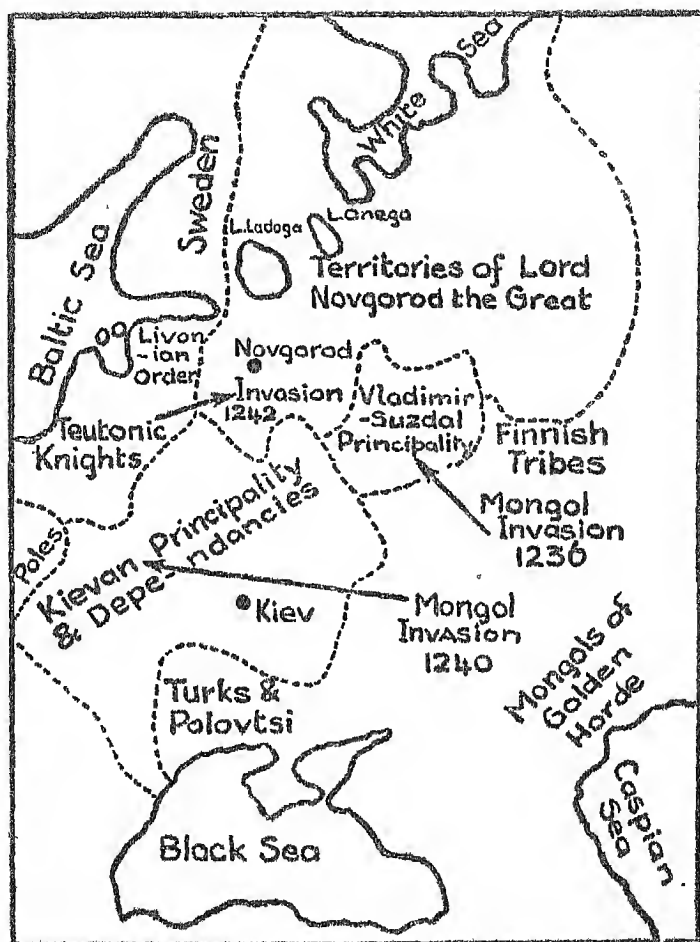 White Sea
Sweden
Baltic Sea
L. Ladoga
L. Onega
Territories of Lord
Novgorod the Great
Livon
-ian
Order
Novgorod
Invasion
1242
Vladimir
-Suzdal
Principality
Teutonic
Knights
Finnish
Tribes
Mongol
Invasion
1236
Poles
Kievan Principality
& Dependancies
Kiev
Mongol
Invasion
1240
Mongols of
Golden
Horde
Turks &
Polovtsi
Caspian
Sea
Black Sea